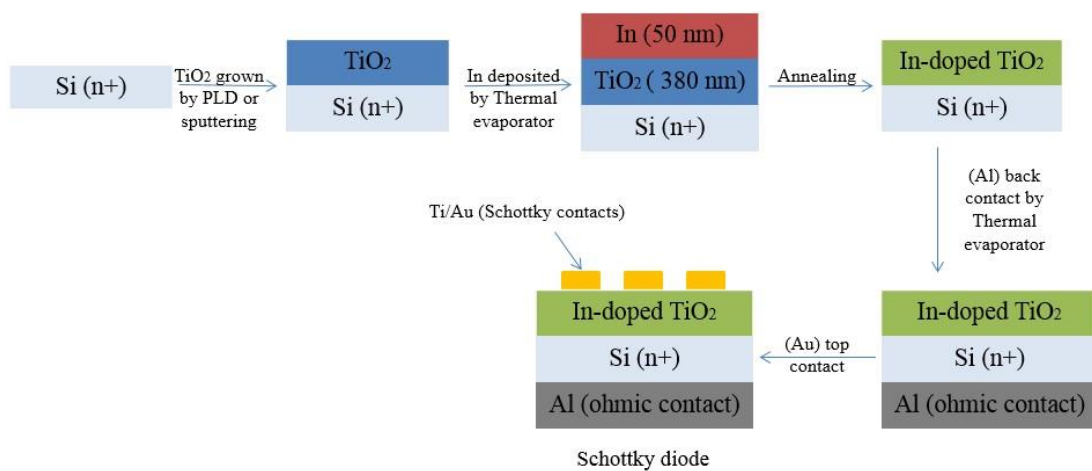 Si (n+)
TiO2 grown
by PLD or
sputtering
TiO2
Si (n+)
In deposited
by Thermal
evaporator
In (50 nm)
TiO2 ( 380 nm)
Si (n+)
Annealing
In-doped TiO2
Si (n+)
(Al) back
contact by
Thermal
evaporator
In-doped TiO2
Si (n+)
Al (ohmic contact)
(Au) top
contact
Ti/Au (Schottky contacts)
In-doped TiO2
Si (n+)
Al (ohmic contact)
Schottky diode